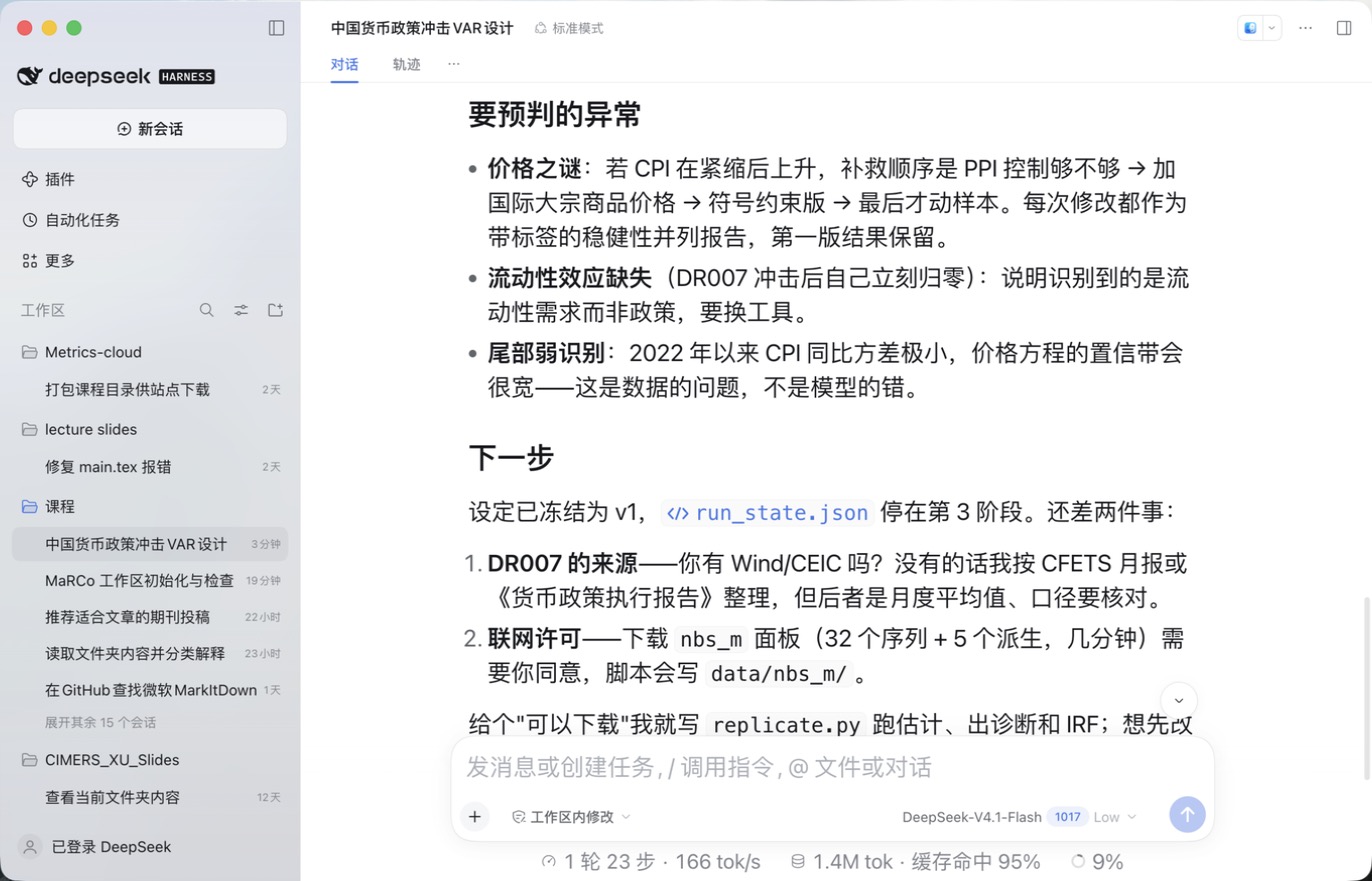 deepseek HARNESS
新会话
插件
自动化任务
更多
工作区
Metrics-cloud
打包课程目录供站点下载 2天
lecture slides
修复 main.tex 报错 2天
课程
中国货币政策冲击 VAR 设计 3分钟
MaRCo 工作区初始化与检查 19分钟
推荐适合文章的期刊投稿 22小时
读取文件夹内容并分类解释 23小时
在GitHub查找微软MarkItDown 1天
展开其余 15 个会话
CIMERS_XU_Slides
查看当前文件夹内容 12天
已登录 DeepSeek
中国货币政策冲击 VAR 设计 标准模式
对话 轨迹 ···
要预判的异常
• 价格之谜：若 CPI 在紧缩后上升，补救顺序是 PPI 控制够不够 → 加
国际大宗商品价格 → 符号约束版 → 最后才动样本。每次修改都作为
带标签的稳健性并列报告，第一版结果保留。
• 流动性效应缺失（DR007 冲击后自己立刻归零）：说明识别到的是流
动性需求而非政策，要换工具。
• 尾部弱识别：2022 年以来 CPI 同比方差极小，价格方程的置信带会
很宽——这是数据的问题，不是模型的错。
下一步
设定已冻结为 v1， </> run_state.json 停在第 3 阶段。还差两件事：
1. DR007 的来源——你有 Wind/CEIC 吗？没有的话我按 CFETS 月报或
《货币政策执行报告》整理，但后者是月度平均值、口径要核对。
2. 联网许可——下载 nbs_m 面板（32 个序列 + 5 个派生，几分钟）需
要你同意，脚本会写 data/nbs_m/ 。
给个"可以下载"我就写 replicate.py 跑估计、出诊断和 IRF；想先改
发消息或创建任务, / 调用指令, @ 文件或对话
工作区内修改 DeepSeek-V4.1-Flash 1017 Low
1 轮 23 步 · 166 tok/s 1.4M tok · 缓存命中 95% 9%